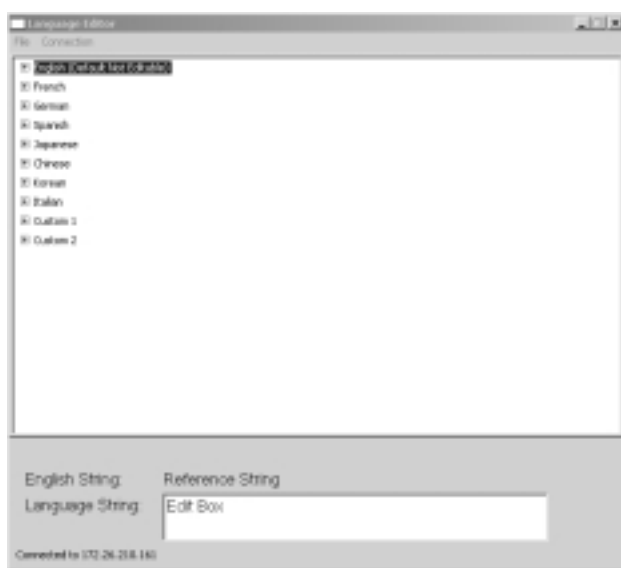 Language Editor
File Connection
English (Default Not Editable)
French
German
Spanish
Japanese
Chinese
Korean
Italian
Custom 1
Custom 2
English String: Reference String
Language String: Edit Box
Connected to 172.26.218.161